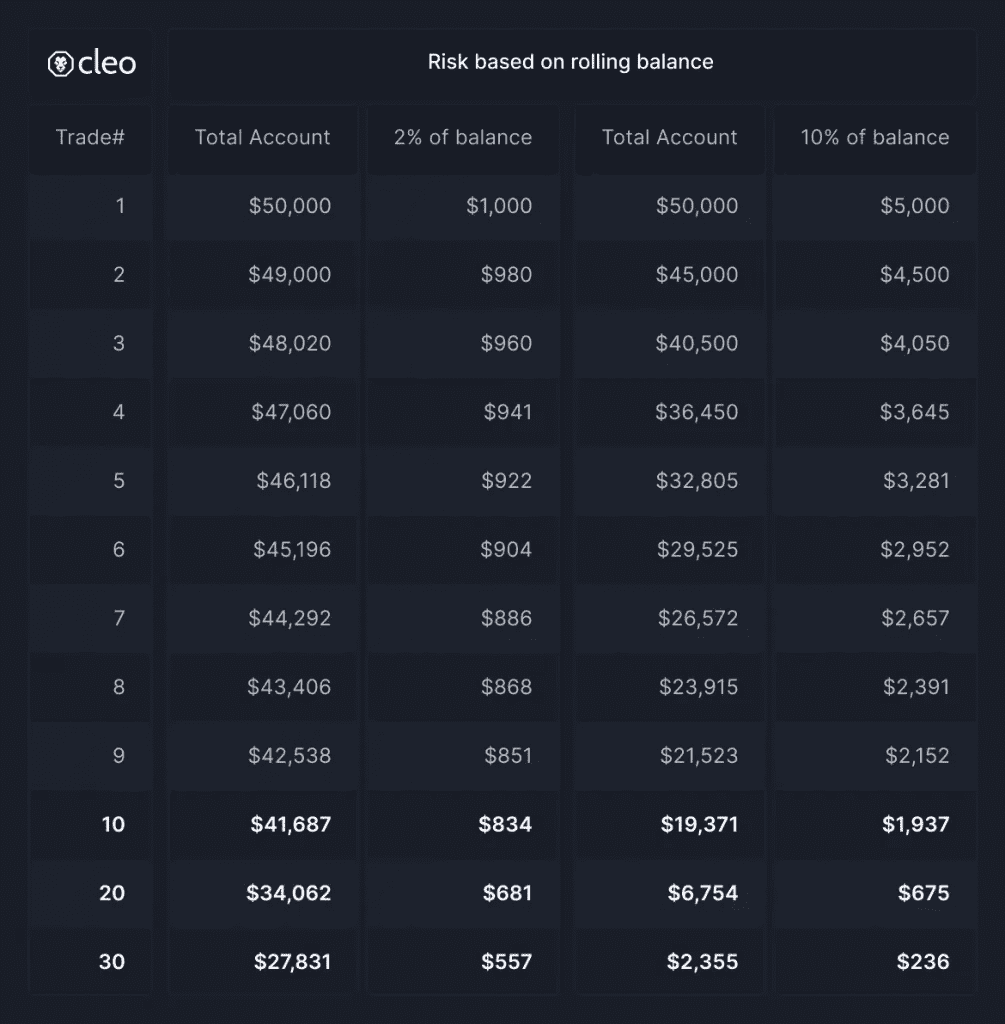 cleo
Risk based on rolling balance
Trade# Total Account 2% of balance Total Account 10% of balance
1 $50,000 $1,000 $50,000 $5,000
2 $49,000 $980 $45,000 $4,500
3 $48,020 $960 $40,500 $4,050
4 $47,060 $941 $36,450 $3,645
5 $46,118 $922 $32,805 $3,281
6 $45,196 $904 $29,525 $2,952
7 $44,292 $886 $26,572 $2,657
8 $43,406 $868 $23,915 $2,391
9 $42,538 $851 $21,523 $2,152
10 $41,687 $834 $19,371 $1,937
20 $34,062 $681 $6,754 $675
30 $27,831 $557 $2,355 $236